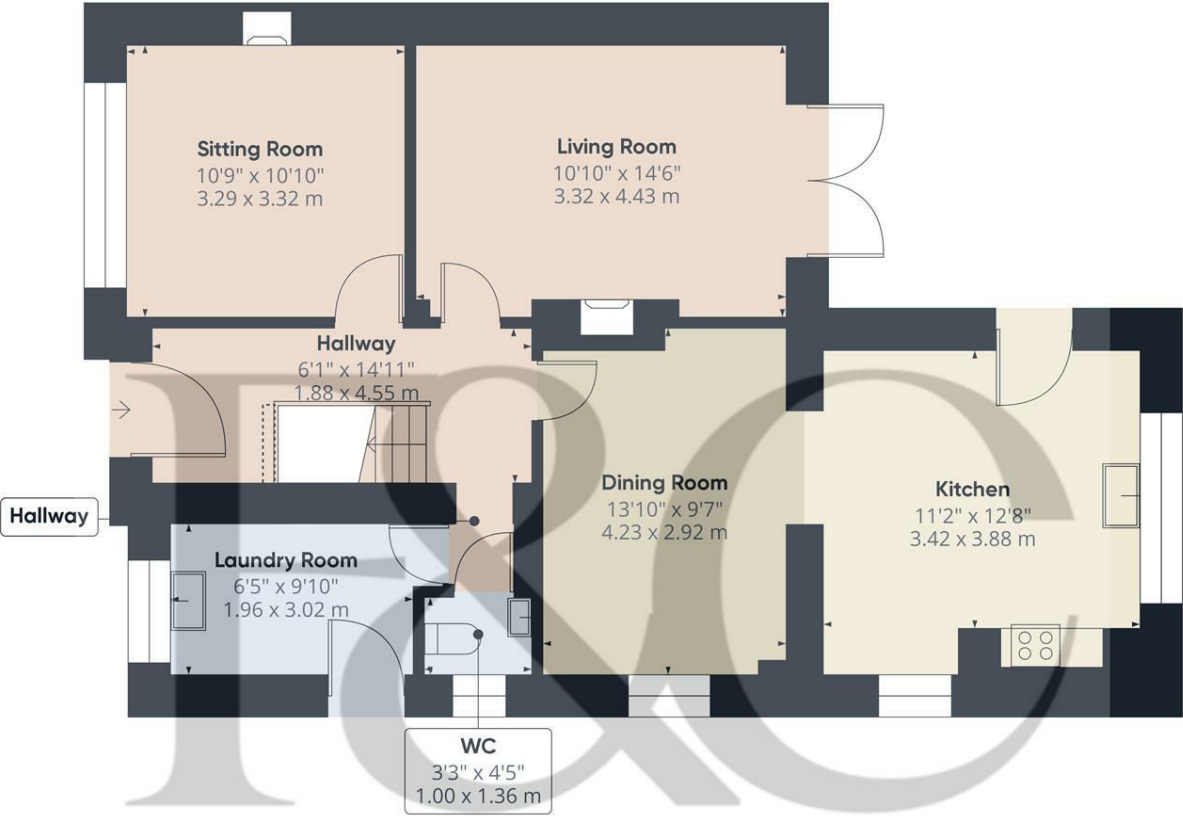 Sitting Room
10'9" x 10'10"
3.29 x 3.32 m
Living Room
10'10" x 14'6"
3.32 x 4.43 m
Hallway
6'1" x 14'11"
1.88 x 4.55 m
Dining Room
13'10" x 9'7"
4.23 x 2.92 m
Kitchen
11'2" x 12'8"
3.42 x 3.88 m
Hallway
Laundry Room
6'5" x 9'10"
1.96 x 3.02 m
WC
3'3" x 4'5"
1.00 x 1.36 m
F&C